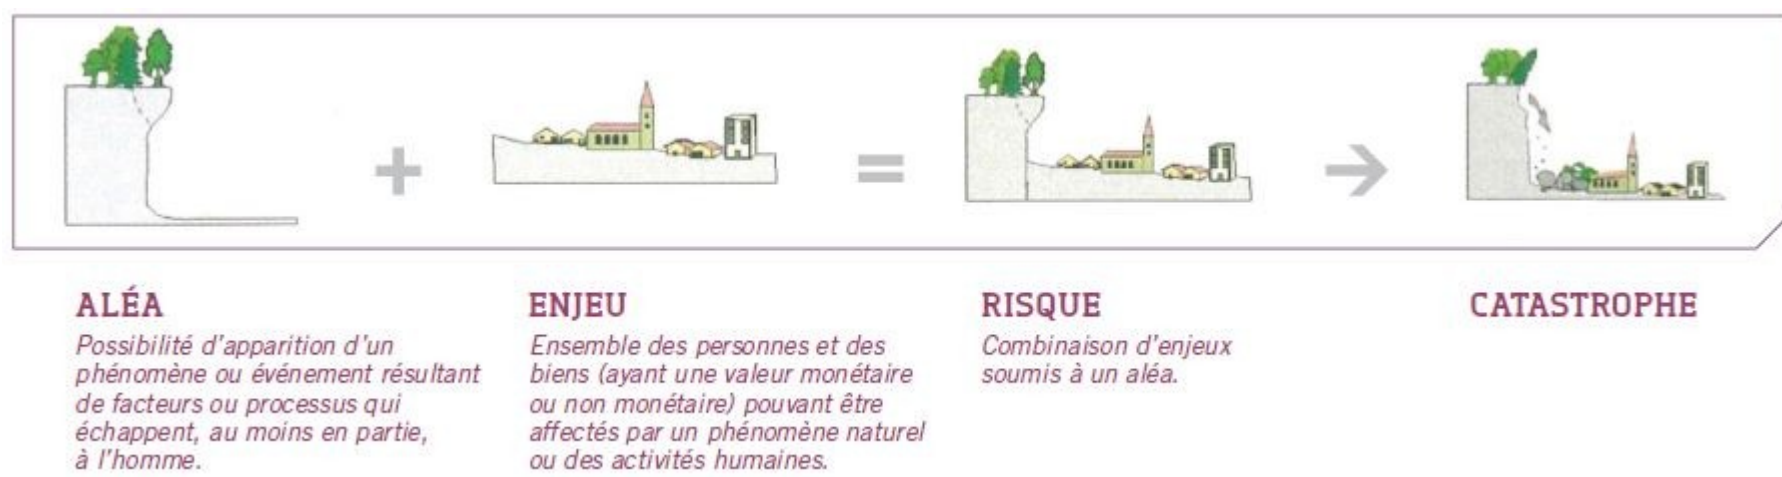 +
=
→
ALÉA
Possibilité d'apparition d'un
phénomène ou événement résultant
de facteurs ou processus qui
échappent, au moins en partie,
à l'homme.
ENJEU
Ensemble des personnes et des
biens (ayant une valeur monétaire
ou non monétaire) pouvant être
affectés par un phénomène naturel
ou des activités humaines.
RISQUE
Combinaison d'enjeux
soumis à un aléa.
CATASTROPHE